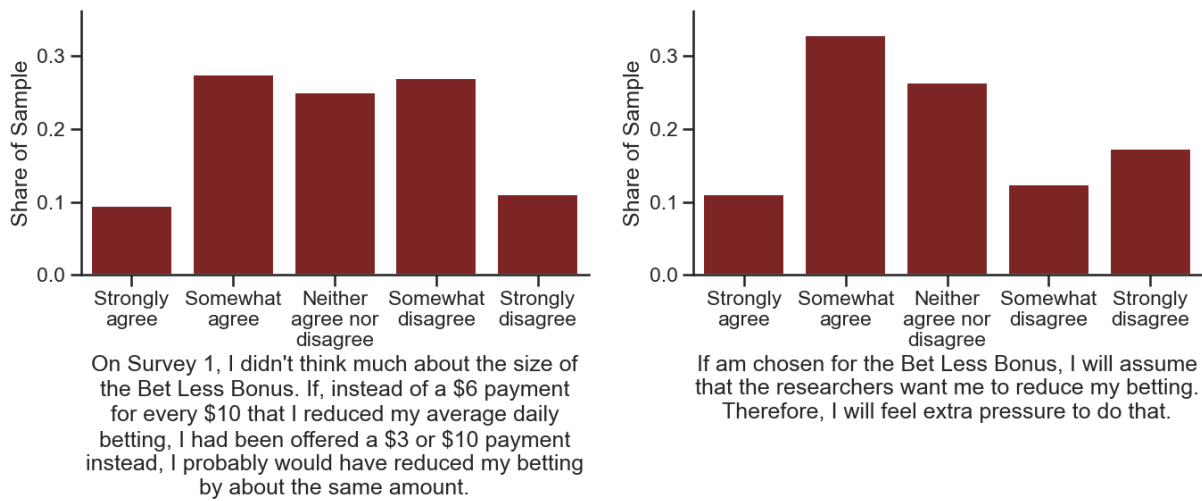 Share of Sample
0.3
0.2
0.1
0.0
Strongly
agree
Somewhat
agree
Neither
agree nor
disagree
Somewhat
disagree
Strongly
disagree
On Survey 1, I didn't think much about the size of
the Bet Less Bonus. If, instead of a $6 payment
for every $10 that I reduced my average daily
betting, I had been offered a $3 or $10 payment
instead, I probably would have reduced my betting
by about the same amount.
Share of Sample
0.3
0.2
0.1
0.0
Strongly
agree
Somewhat
agree
Neither
agree nor
disagree
Somewhat
disagree
Strongly
disagree
If am chosen for the Bet Less Bonus, I will assume
that the researchers want me to reduce my betting.
Therefore, I will feel extra pressure to do that.